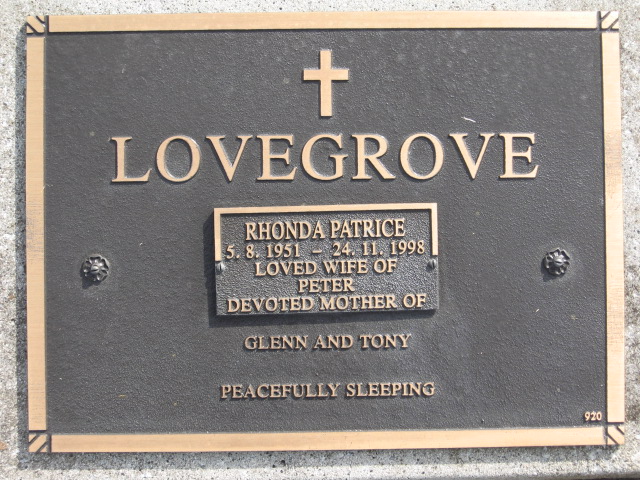 LOVEGROVE
RHONDA PATRICE
5. 8. 1951 – 24. 11. 1998
LOVED WIFE OF
PETER
DEVOTED MOTHER OF
GLENN AND TONY
PEACEFULLY SLEEPING
920